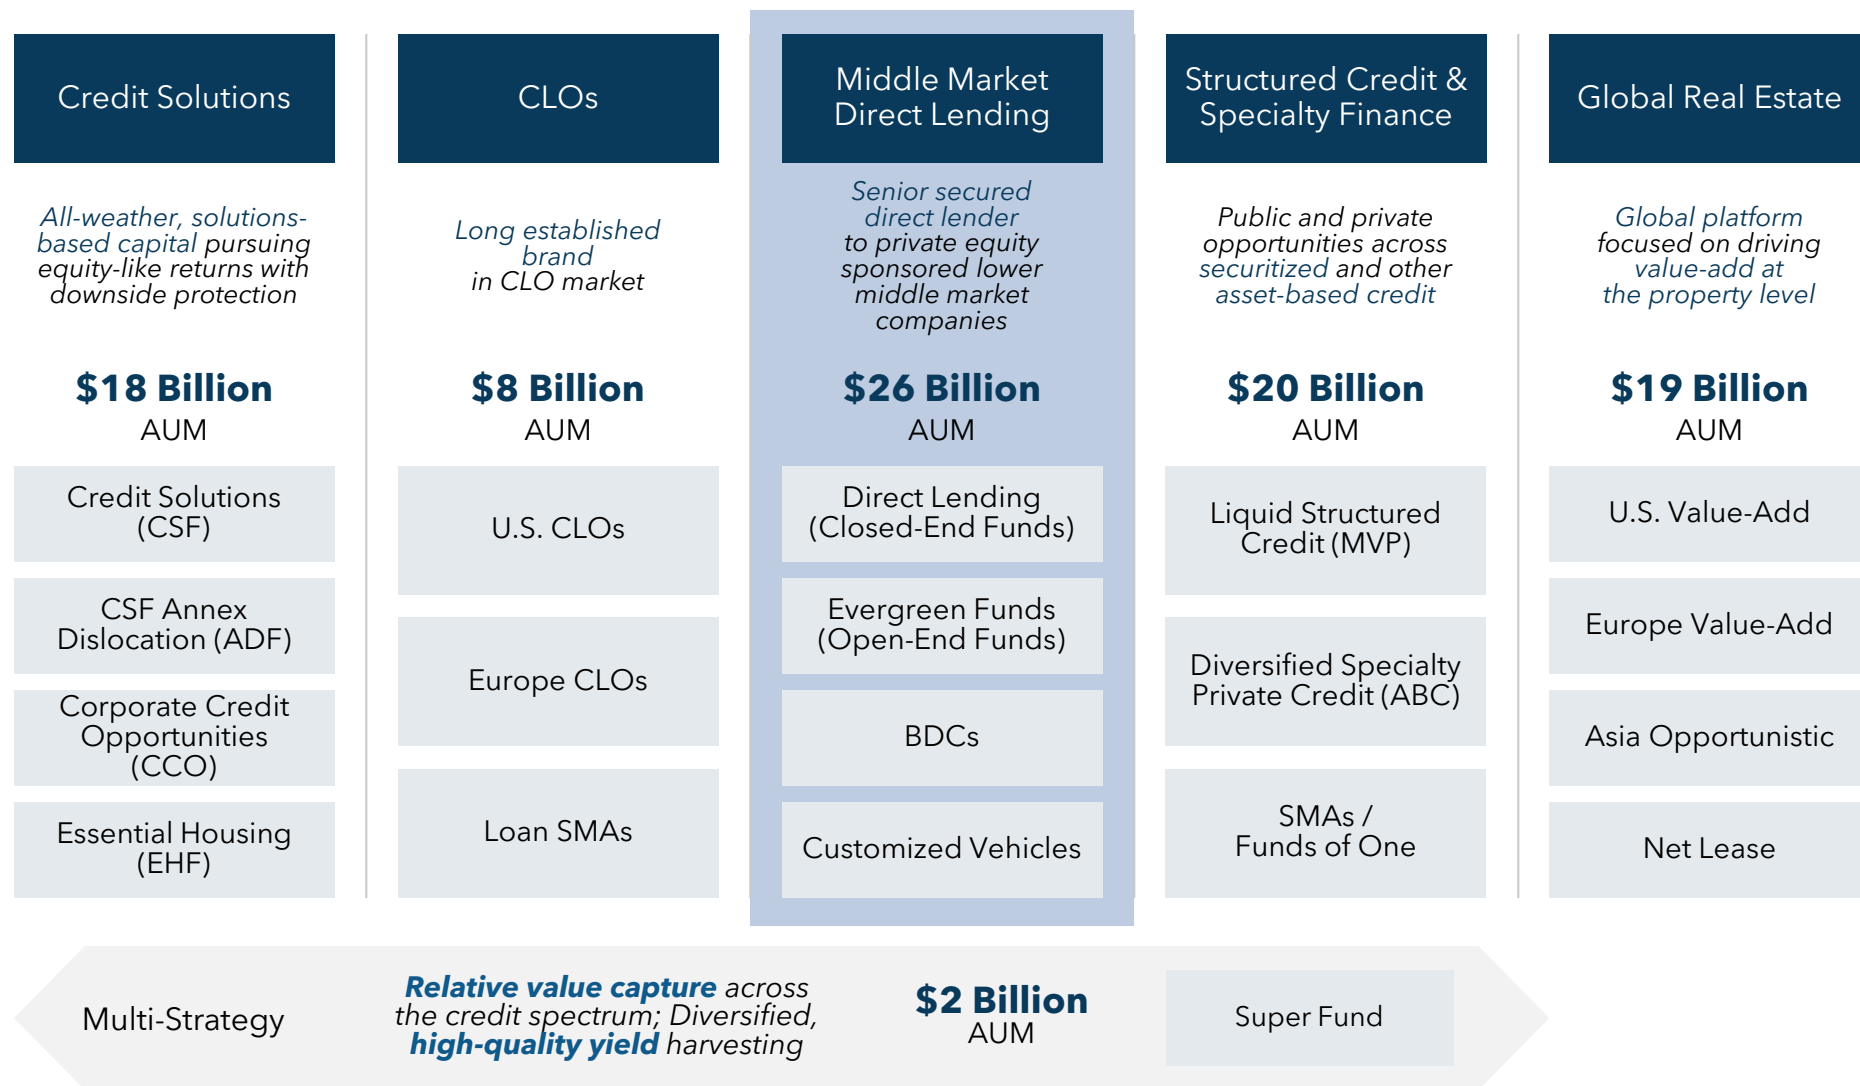 Credit Solutions
All-weather, solutions-
based capital pursuing
equity-like returns with
downside protection
$18 Billion
AUM
Credit Solutions
(CSF)
CSF Annex
Dislocation (ADF)
Corporate Credit
Opportunities
(CCO)
Essential Housing
(EHF)
CLOs
Long established
brand
in CLO market
$8 Billion
AUM
U.S. CLOs
Europe CLOs
Loan SMAs
Middle Market
Direct Lending
Senior secured
direct lender
to private equity
sponsored lower
middle market
companies
$26 Billion
AUM
Direct Lending
(Closed-End Funds)
Evergreen Funds
(Open-End Funds)
BDCs
Customized Vehicles
Structured Credit &
Specialty Finance
Public and private
opportunities across
securitized and other
asset-based credit
$20 Billion
AUM
Liquid Structured
Credit (MVP)
Diversified Specialty
Private Credit (ABC)
SMAs /
Funds of One
Global Real Estate
Global platform
focused on driving
value-add at
the property level
$19 Billion
AUM
U.S. Value-Add
Europe Value-Add
Asia Opportunistic
Net Lease
Multi-Strategy
Relative value capture across
the credit spectrum; Diversified,
high-quality yield harvesting
$2 Billion
AUM
Super Fund